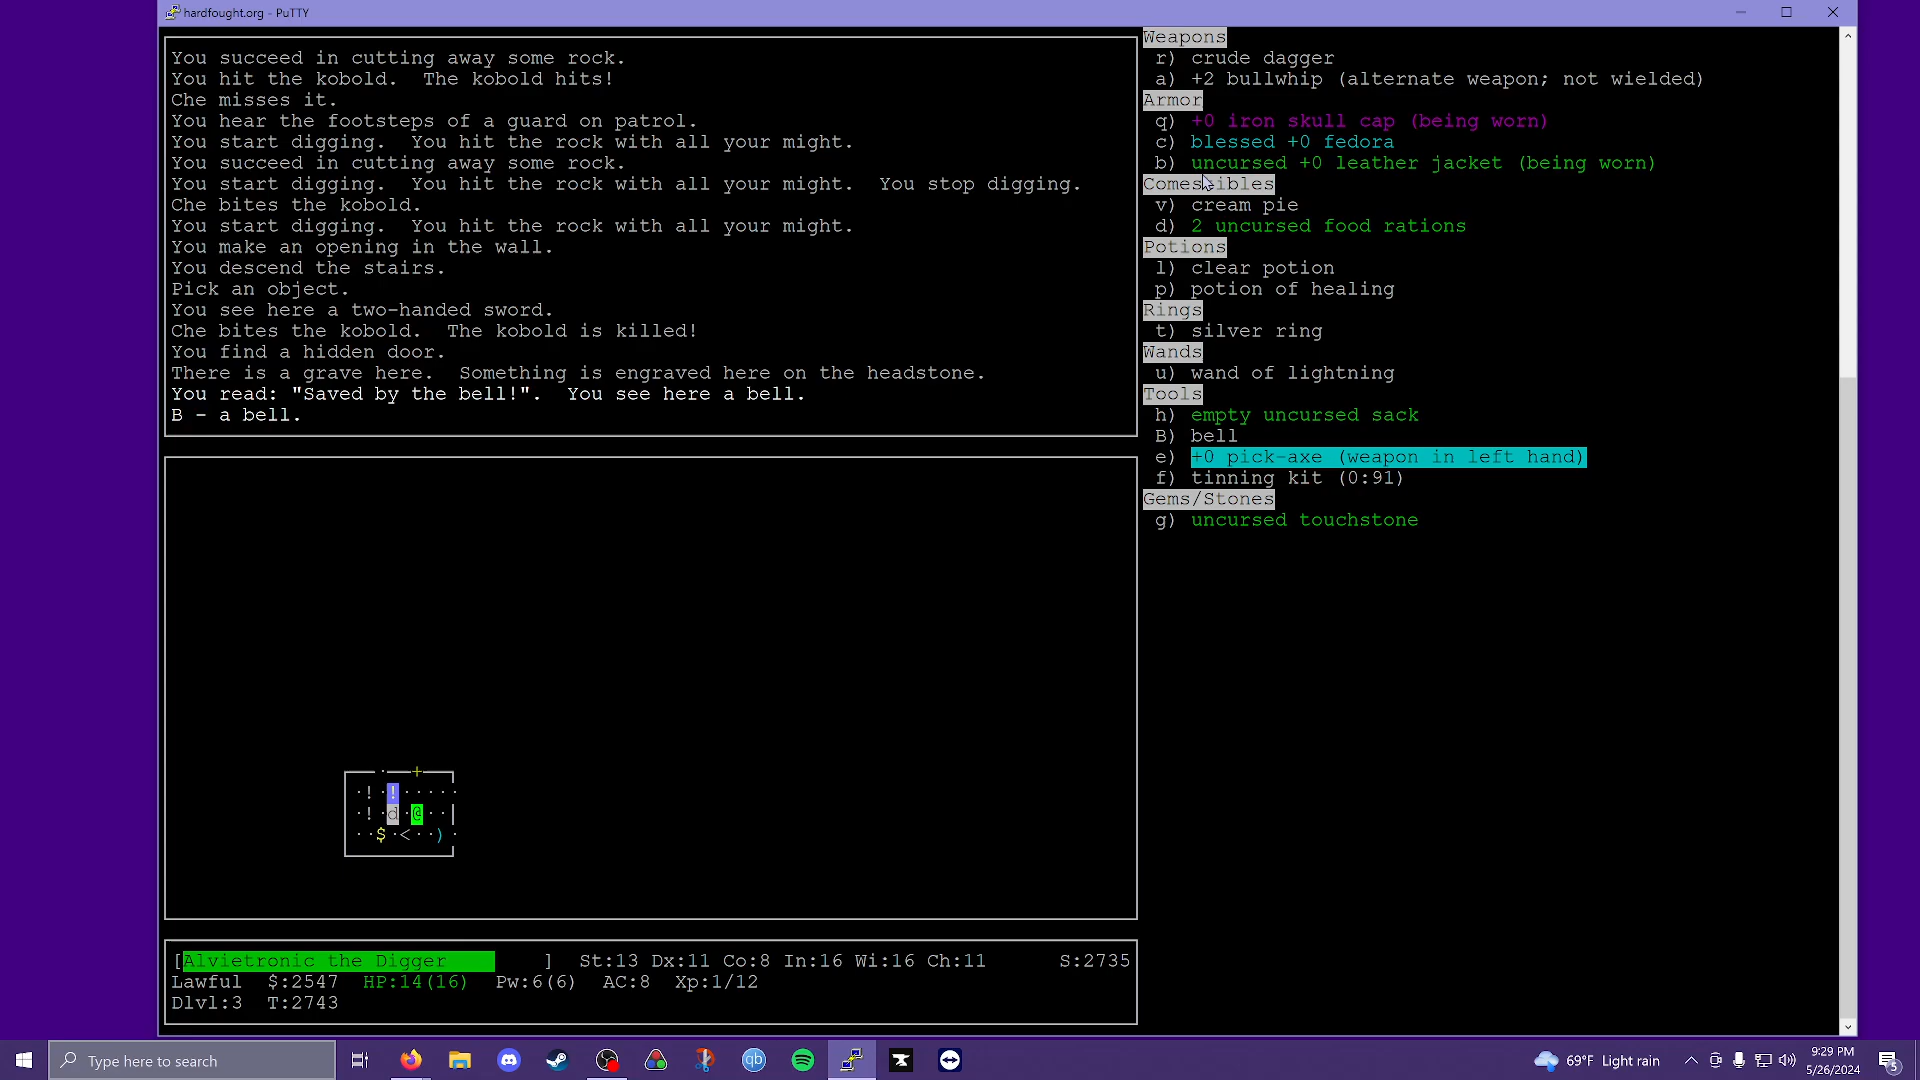 hardfought.org - PuTTY
You succeed in cutting away some rock.
You hit the kobold.  The kobold hits!
Che misses it.
You hear the footsteps of a guard on patrol.
You start digging.  You hit the rock with all your might.
You succeed in cutting away some rock.
You start digging.  You hit the rock with all your might.  You stop digging.
Che bites the kobold.
You start digging.  You hit the rock with all your might.
You make an opening in the wall.
You descend the stairs.
Pick an object.
You see here a two-handed sword.
Che bites the kobold.  The kobold is killed!
You find a hidden door.
There is a grave here.  Something is engraved here on the headstone.
You read: "Saved by the bell!".  You see here a bell.
B - a bell.
Weapons
r) crude dagger
a) +2 bullwhip (alternate weapon; not wielded)
Armor
q) +0 iron skull cap (being worn)
c) blessed +0 fedora
b) uncursed +0 leather jacket (being worn)
Comestibles
v) cream pie
d) 2 uncursed food rations
Potions
l) clear potion
p) potion of healing
Rings
t) silver ring
Wands
u) wand of lightning
Tools
h) empty uncursed sack
B) bell
e) +0 pick-axe (weapon in left hand)
f) tinning kit (0:91)
Gems/Stones
g) uncursed touchstone
·——+——
·!·!·····
·!·d·@··|
··$·<··)·
[Alvietronic the Digger ] St:13 Dx:11 Co:8 In:16 Wi:16 Ch:11 S:2735
Lawful $:2547 HP:14(16) Pw:6(6) AC:8 Xp:1/12
Dlvl:3 T:2743
Type here to search
qb
69°F Light rain
9:29 PM
5/26/2024
5